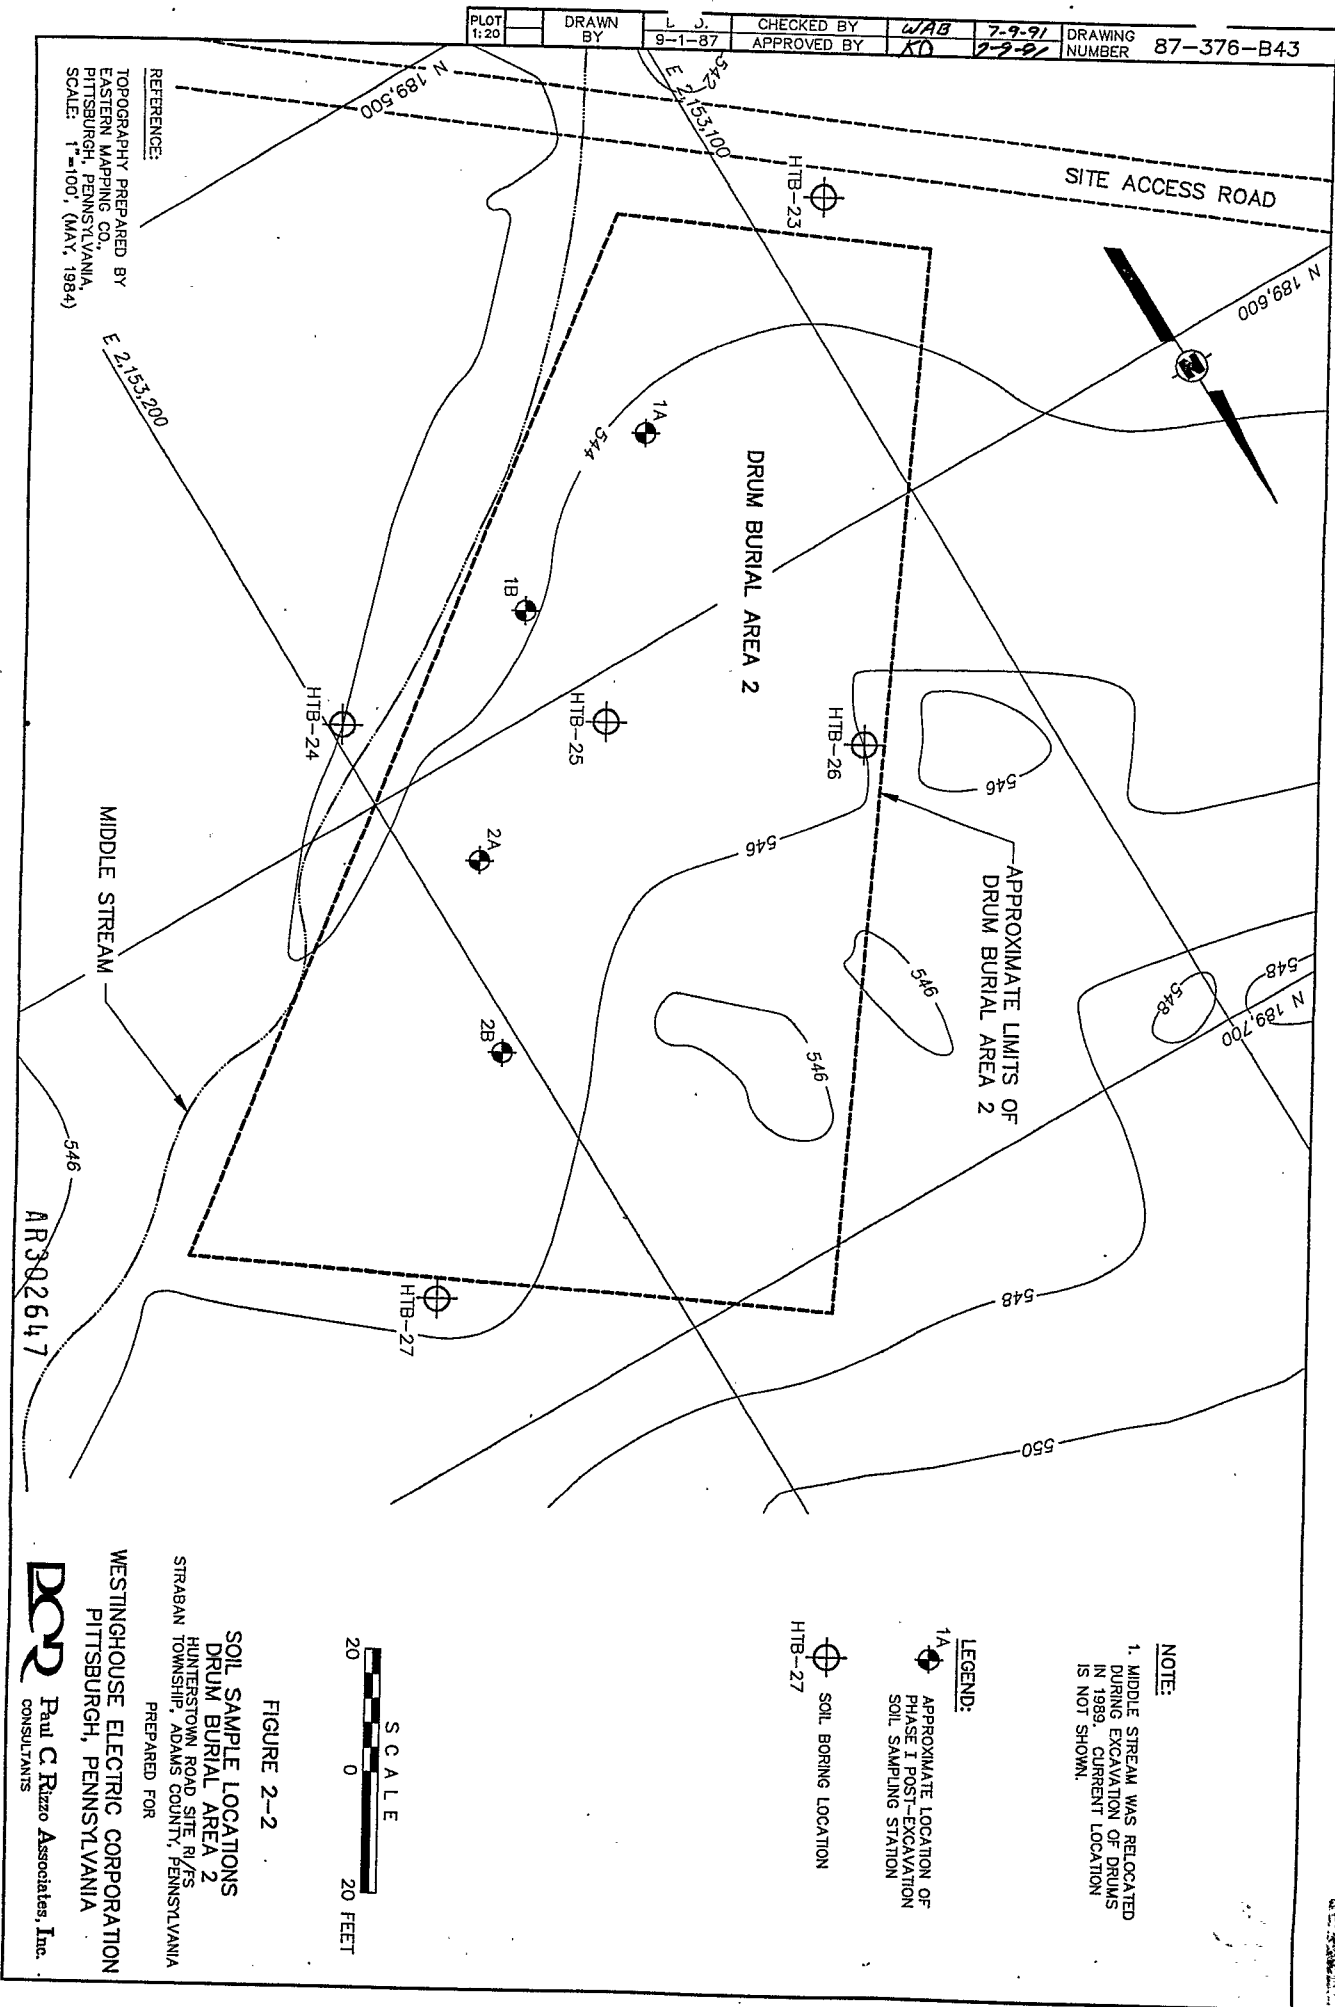 PLOT
1:20
DRAWN
BY
9-1-87
CHECKED BY
APPROVED BY
WAB
KD
7-9-91
7-9-91
DRAWING
NUMBER
87-376-B43
SITE ACCESS ROAD
N 189,500
542
E 2,153,100
HTB-23
N 189,600
N
REFERENCE:
TOPOGRAPHY PREPARED BY
EASTERN MAPPING CO.,
PITTSBURGH, PENNSYLVANIA,
SCALE: 1"=100', (MAY, 1984)
E 2,153,200
1A
544
DRUM BURIAL AREA 2
1B
HTB-24
HTB-25
HTB-26
546
546
2A
MIDDLE STREAM
APPROXIMATE LIMITS OF
DRUM BURIAL AREA 2
546
548
548
N 189,700
2B
546
546
548
HTB-27
550
AR302647
NOTE:
1. MIDDLE STREAM WAS RELOCATED
DURING EXCAVATION OF DRUMS
IN 1989. CURRENT LOCATION
IS NOT SHOWN.
LEGEND:
1A
APPROXIMATE LOCATION OF
PHASE I POST-EXCAVATION
SOIL SAMPLING STATION
HTB-27
SOIL BORING LOCATION
SCALE
20 0 20 FEET
FIGURE 2-2
SOIL SAMPLE LOCATIONS
DRUM BURIAL AREA 2
HUNTERSTOWN ROAD SITE RI/FS
STRABAN TOWNSHIP, ADAMS COUNTY, PENNSYLVANIA
PREPARED FOR
WESTINGHOUSE ELECTRIC CORPORATION
PITTSBURGH, PENNSYLVANIA
Paul C. Rizzo Associates, Inc.
CONSULTANTS